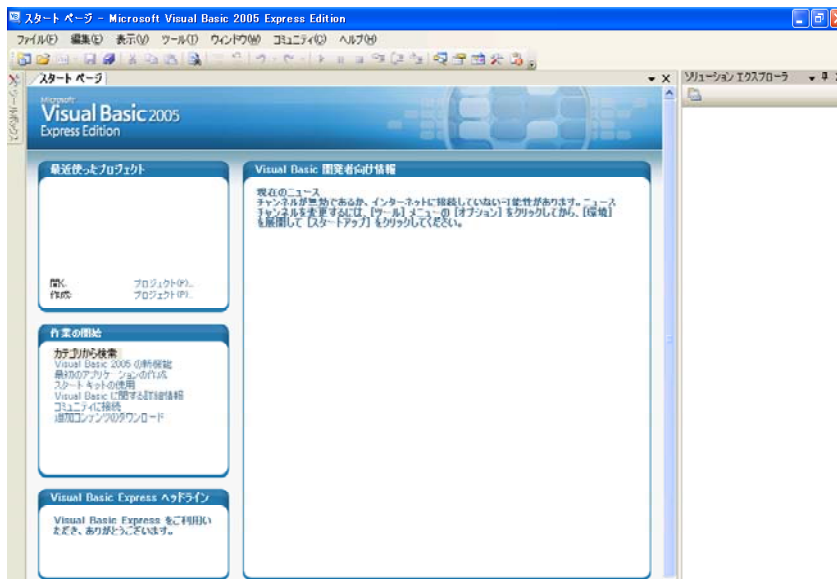 スタート ページ - Microsoft Visual Basic 2005 Express Edition
ファイル(F) 編集(E) 表示(V) ツール(T) ウィンドウ(W) コミュニティ(C) ヘルプ(H)
スタート ページ
ソリューション エクスプローラ
Microsoft
Visual Basic 2005
Express Edition
最近使ったプロジェクト
開く: プロジェクト(P)...
作成: プロジェクト(P)...
作業の開始
カテゴリから検索
Visual Basic 2005 の新機能
最初のアプリケーションの作成
スタート キットの使用
Visual Basic に関する詳細情報
コミュニティに接続
追加コンテンツのダウンロード
Visual Basic Express ヘッドライン
Visual Basic Express をご利用い
ただき、ありがとうございます。
Visual Basic 開発者向け情報
現在のニュース
チャンネルが無効であるか、インターネットに接続していない可能性があります。ニュース
チャンネルを変更するには、[ツール] メニューの [オプション] をクリックしてから、[環境]
を展開して [スタートアップ] をクリックしてください。